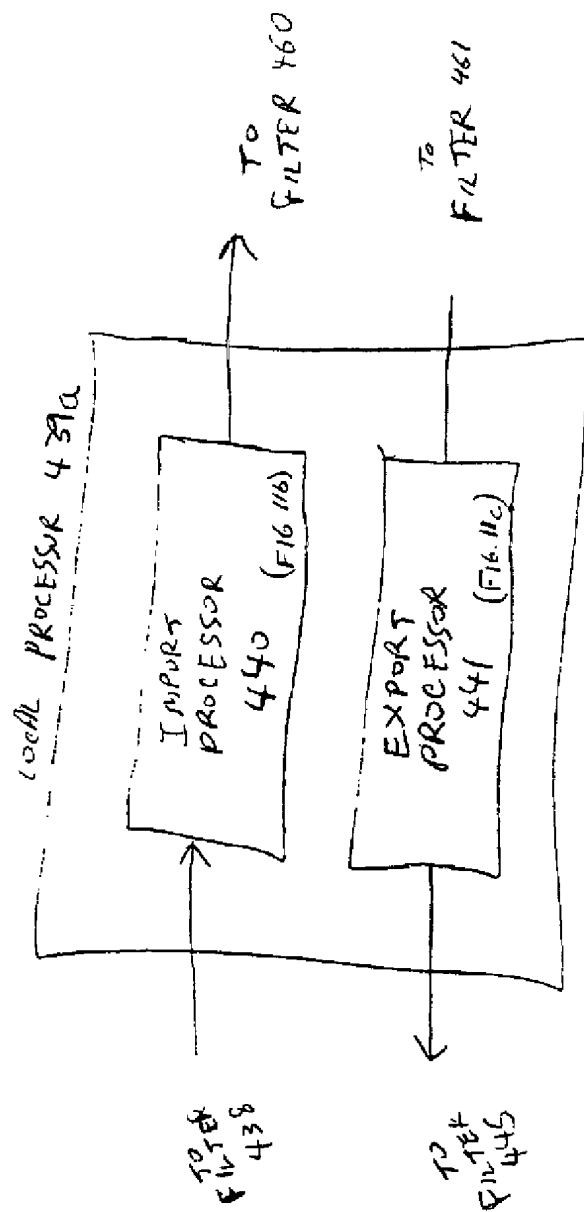 LOCAL PROCESSOR 439a
TO
FILTER
438
IMPORT
PROCESSOR
440 (FIG 11b)
TO
FILTER 460
TO
FILTER
445
EXPORT
PROCESSOR
441 (FIG. 11c)
To
FILTER 461